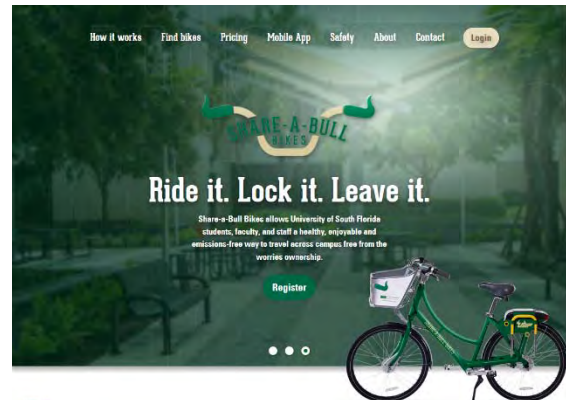 How it works Find bikes Pricing Mobile App Safety About Contact Login
SHARE-A-BULL
BIKES
Ride it. Lock it. Leave it.
Share-a-Bull Bikes allows University of South Florida
students, faculty, and staff a healthy, enjoyable and
emissions-free way to travel across campus free from the
worries ownership.
Register